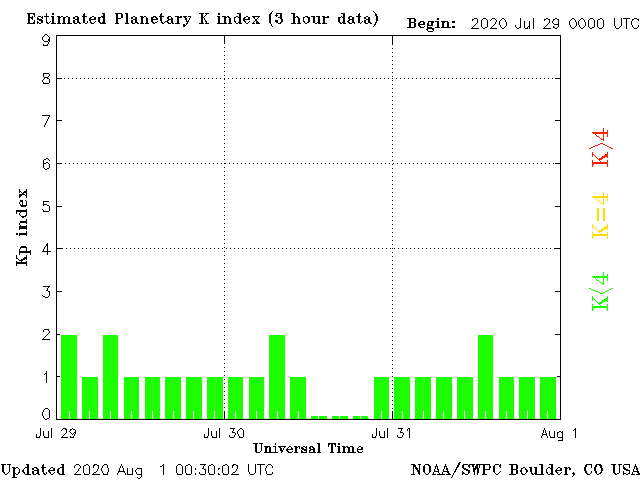 Estimated Planetary K index (3 hour data) Begin: 2020 Jul 29 0000 UTC
9
8
7
6
5
4
3
2
1
0
Kp index
K>4
K=4
K<4
Jul 29 Jul 30 Jul 31 Aug 1
Universal Time
Updated 2020 Aug 1 00:30:02 UTC NOAA/SWPC Boulder, CO USA